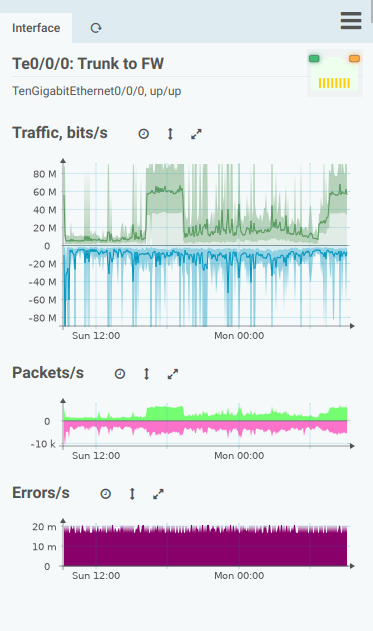 Interface
Te0/0/0: Trunk to FW
TenGigabitEthernet0/0/0, up/up
Traffic, bits/s
80 M
60 M
40 M
20 M
0
-20 M
-40 M
-60 M
-80 M
Sun 12:00 Mon 00:00
Packets/s
0
-10 k
Sun 12:00 Mon 00:00
Errors/s
20 m
10 m
0
Sun 12:00 Mon 00:00